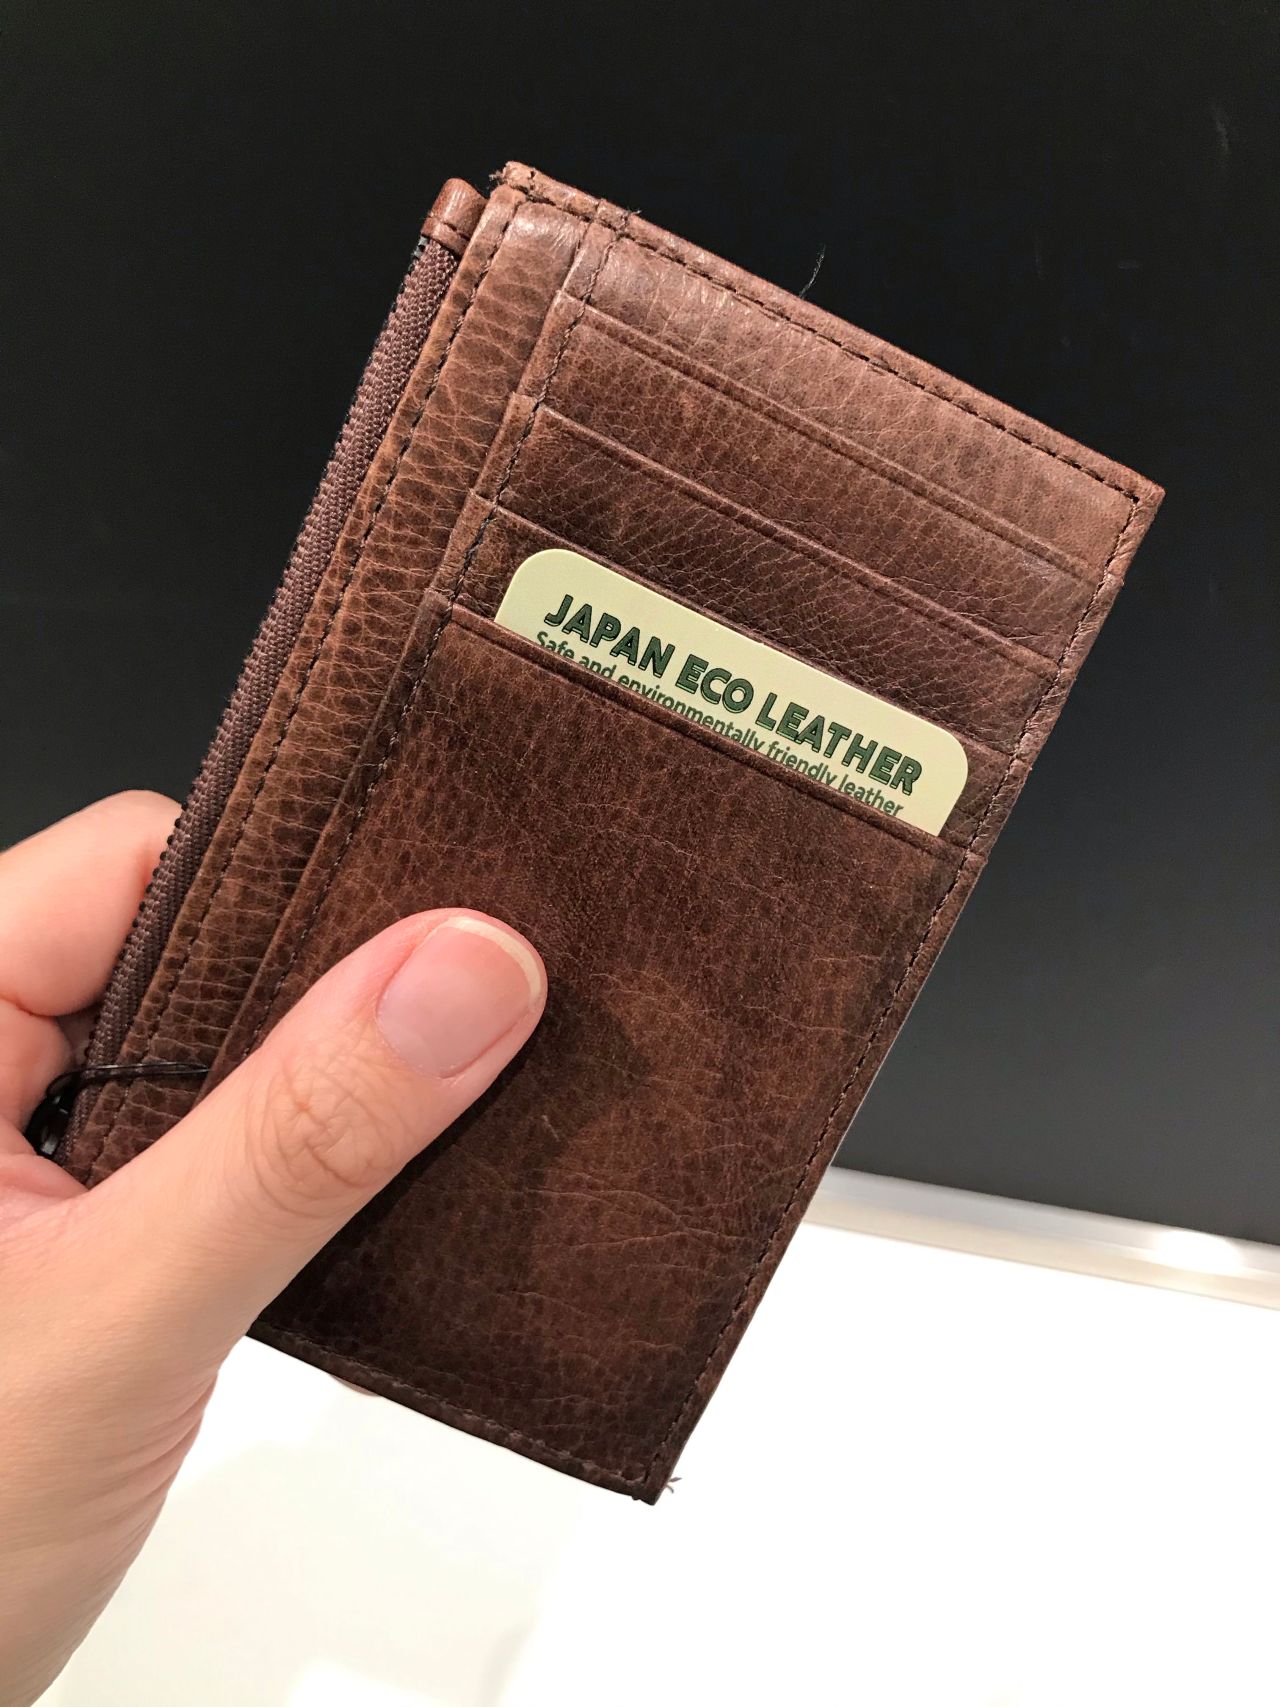 JAPAN ECO LEATHER
Safe and environmentally friendly leather